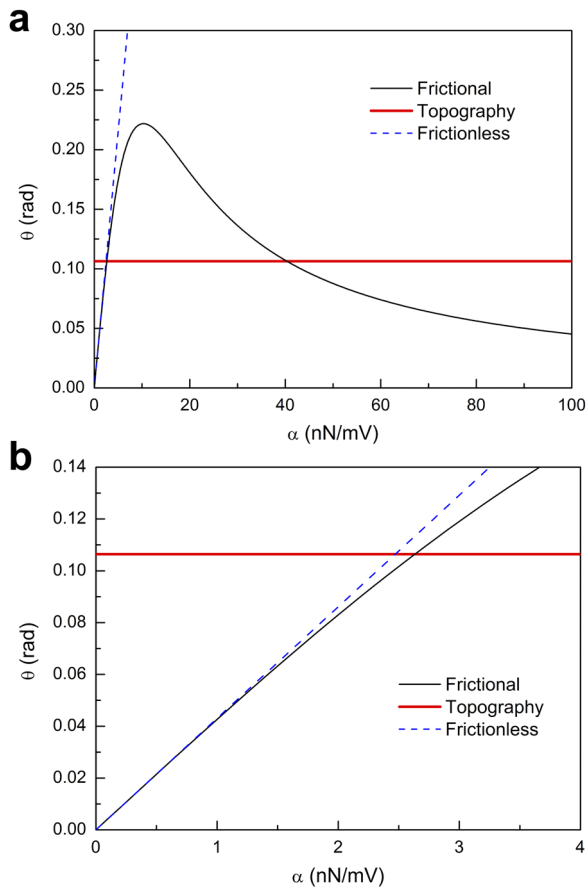 a
0.30
0.25
0.20
0.15
0.10
0.05
0.00
θ (rad)
Frictional
Topography
Frictionless
0 20 40 60 80 100
α (nN/mV)
b
0.14
0.12
0.10
0.08
0.06
0.04
0.02
0.00
θ (rad)
Frictional
Topography
Frictionless
0 1 2 3 4
α (nN/mV)